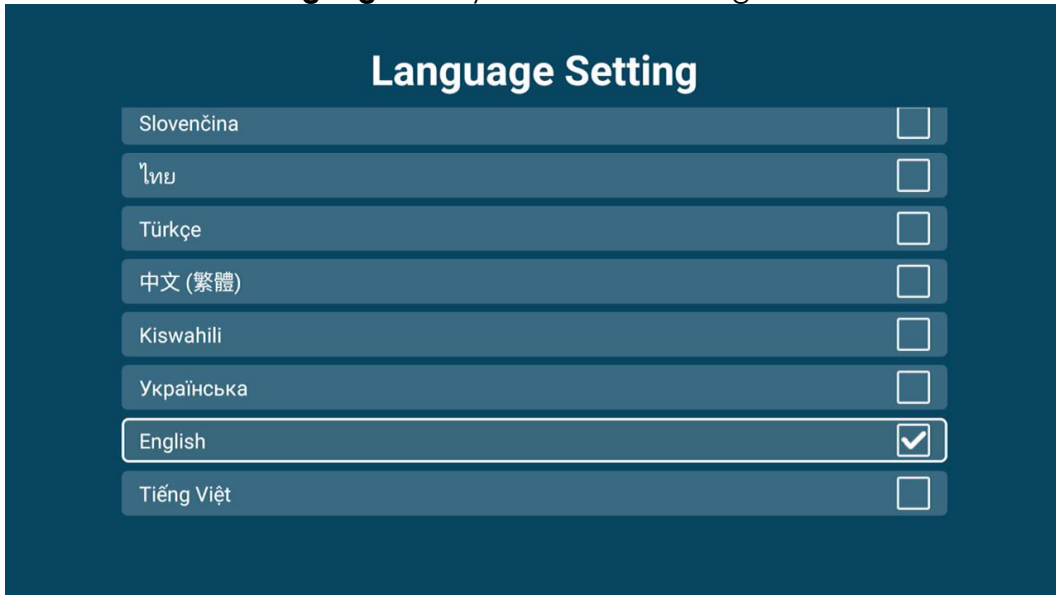 Language Setting
Slovenčina
ไทย
Türkçe
中文 (繁體)
Kiswahili
Українська
English
Tiếng Việt